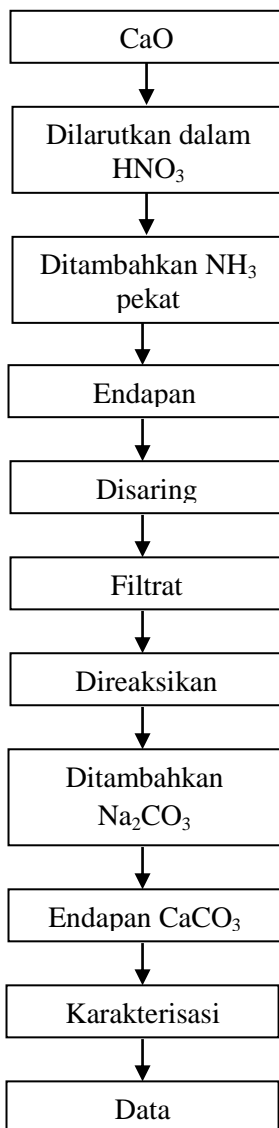 CaO
Dilarutkan dalam
HNO₃
Ditambahkan NH₃
pekat
Endapan
Disaring
Filtrat
Direaksikan
Ditambahkan
Na₂CO₃
Endapan CaCO₃
Karakterisasi
Data